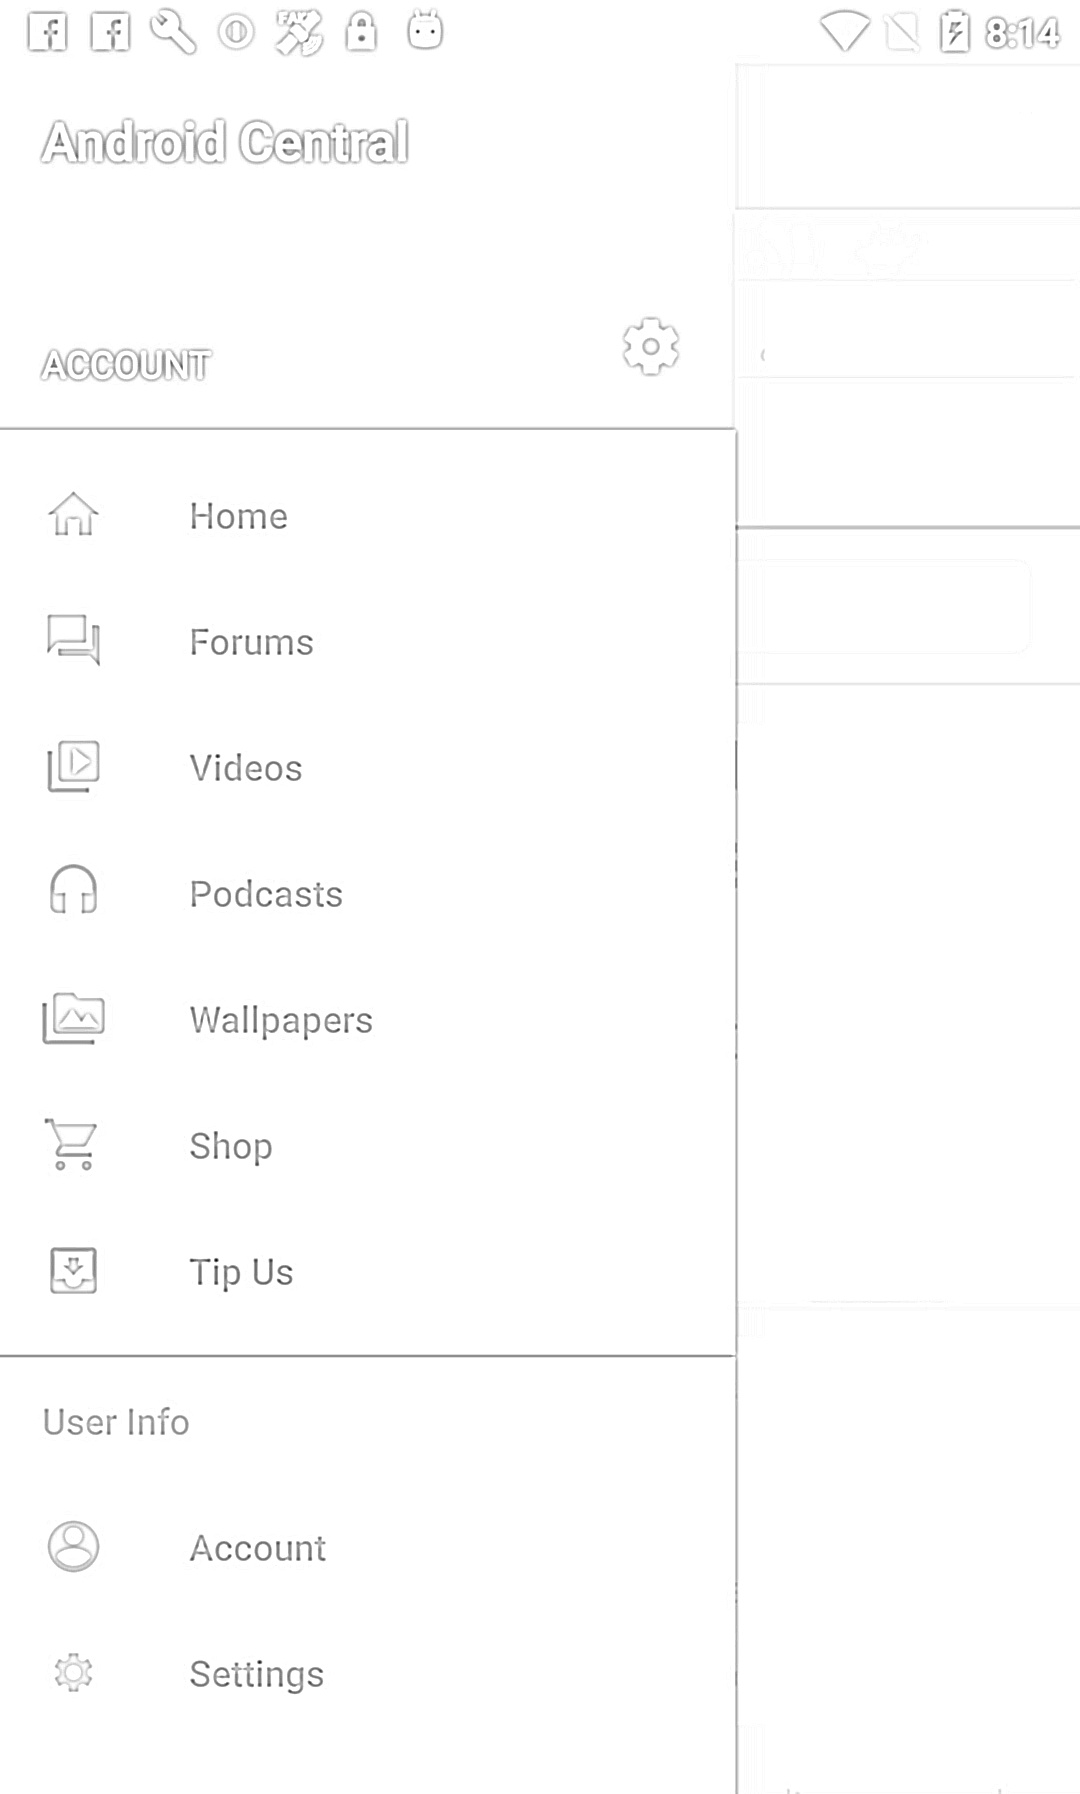 8:14
Android Central
ACCOUNT
Home
Forums
Videos
Podcasts
Wallpapers
Shop
Tip Us
User Info
Account
Settings